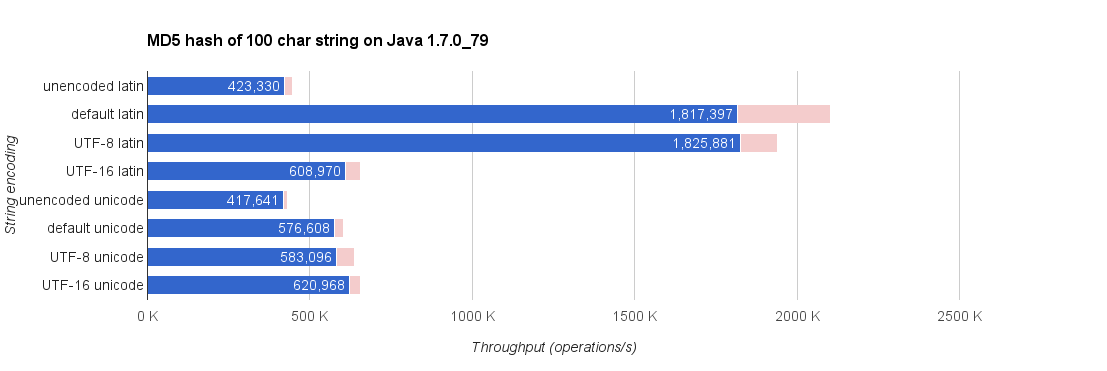 MD5 hash of 100 char string on Java 1.7.0_79
String encoding
unencoded latin 423,330
default latin 1,817,397
UTF-8 latin 1,825,881
UTF-16 latin 608,970
unencoded unicode 417,641
default unicode 576,608
UTF-8 unicode 583,096
UTF-16 unicode 620,968
0 K 500 K 1000 K 1500 K 2000 K 2500 K
Throughput (operations/s)